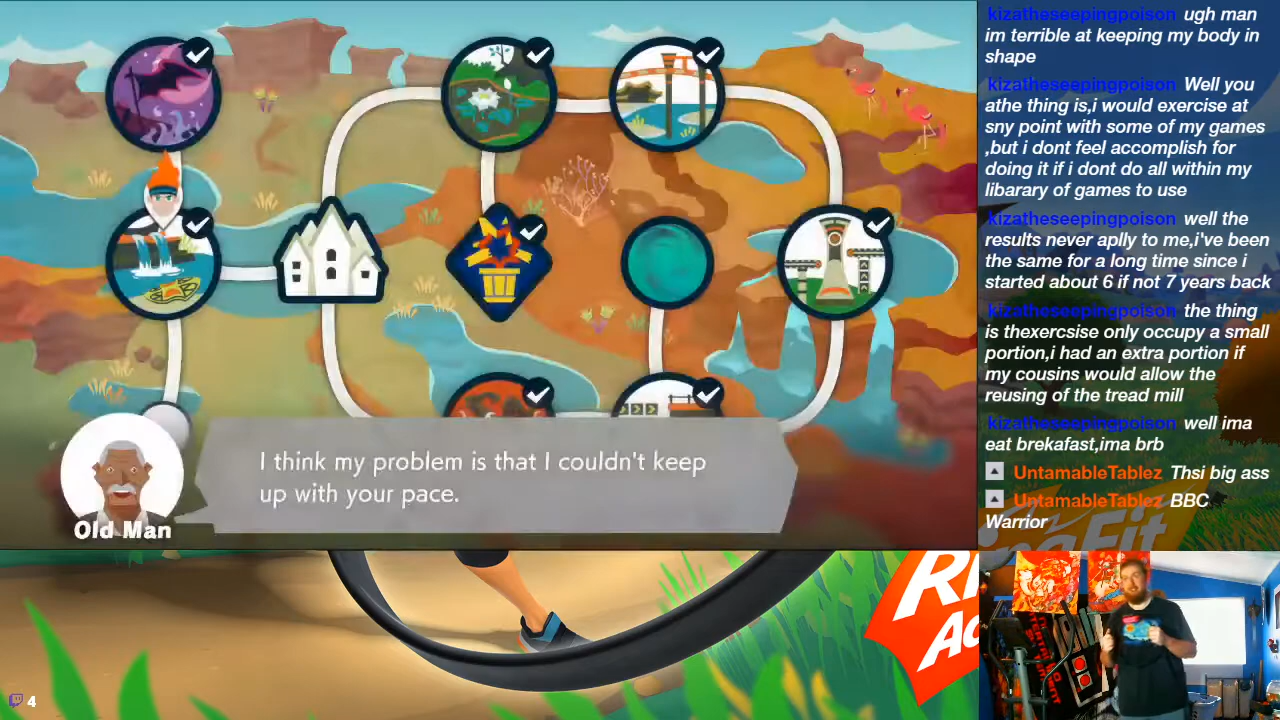 kizatheseepingpoison ugh man
im terrible at keeping my body in
shape
kizatheseepingpoison Well you
athe thing is,i would exercise at
sny point with some of my games
,but i dont feel accomplish for
doing it if i dont do all within my
libarary of games to use
kizatheseepingpoison well the
results never aplly to me,i've been
the same for a long time since i
started about 6 if not 7 years back
kizatheseepingpoison the thing
is thexercsise only occupy a small
portion,i had an extra portion if
my cousins would allow the
reusing of the tread mill
kizatheseepingpoison well ima
eat brekafast,ima brb
UntamableTablez Thsi big ass
UntamableTablez BBC
Warrior
I think my problem is that I couldn't keep
up with your pace.
Old Man
4